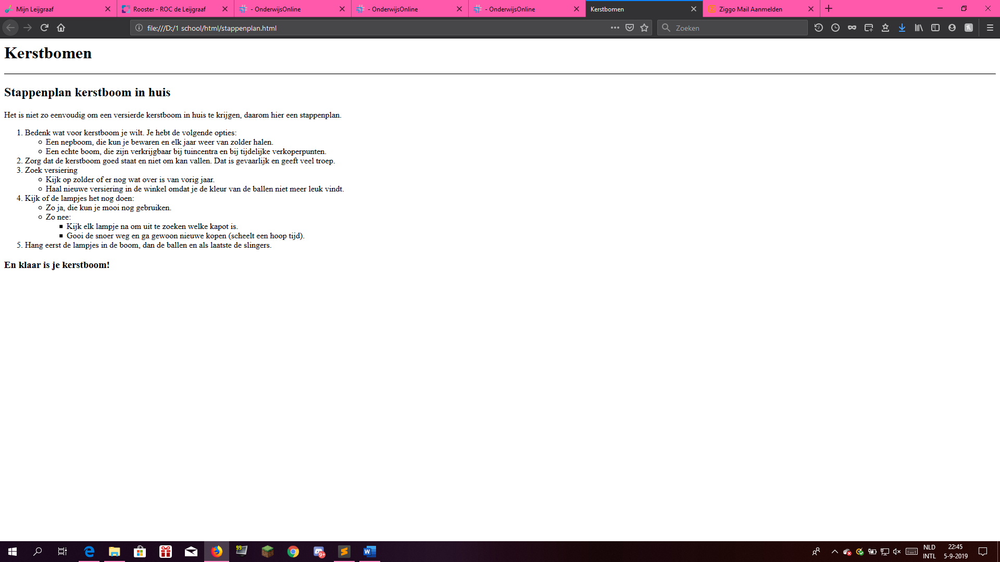 Mijn Leijgraaf
Rooster - ROC de Leijgraaf
- OnderwijsOnline
- OnderwijsOnline
- OnderwijsOnline
Kerstbomen
Ziggo Mail Aanmelden
file:///D:/1 school/html/stappenplan.html
Zoeken
Kerstbomen
Stappenplan kerstboom in huis
Het is niet zo eenvoudig om een versierde kerstboom in huis te krijgen, daarom hier een stappenplan.
1. Bedenk wat voor kerstboom je wilt. Je hebt de volgende opties:
Een nepboom, die kun je bewaren en elk jaar weer van zolder halen.
Een echte boom, die zijn verkrijgbaar bij tuincentra en bij tijdelijke verkoperpunten.
2. Zorg dat de kerstboom goed staat en niet om kan vallen. Dat is gevaarlijk en geeft veel troep.
3. Zoek versiering
Kijk op zolder of er nog wat over is van vorig jaar.
Haal nieuwe versiering in de winkel omdat je de kleur van de ballen niet meer leuk vindt.
4. Kijk of de lampjes het nog doen:
Zo ja, die kun je mooi nog gebruiken.
Zo nee:
Kijk elk lampje na om uit te zoeken welke kapot is.
Gooi de snoer weg en ga gewoon nieuwe kopen (scheelt een hoop tijd).
5. Hang eerst de lampjes in de boom, dan de ballen en als laatste de slingers.
En klaar is je kerstboom!
99
9+
W
NLD
INTL
22:45
5-9-2019